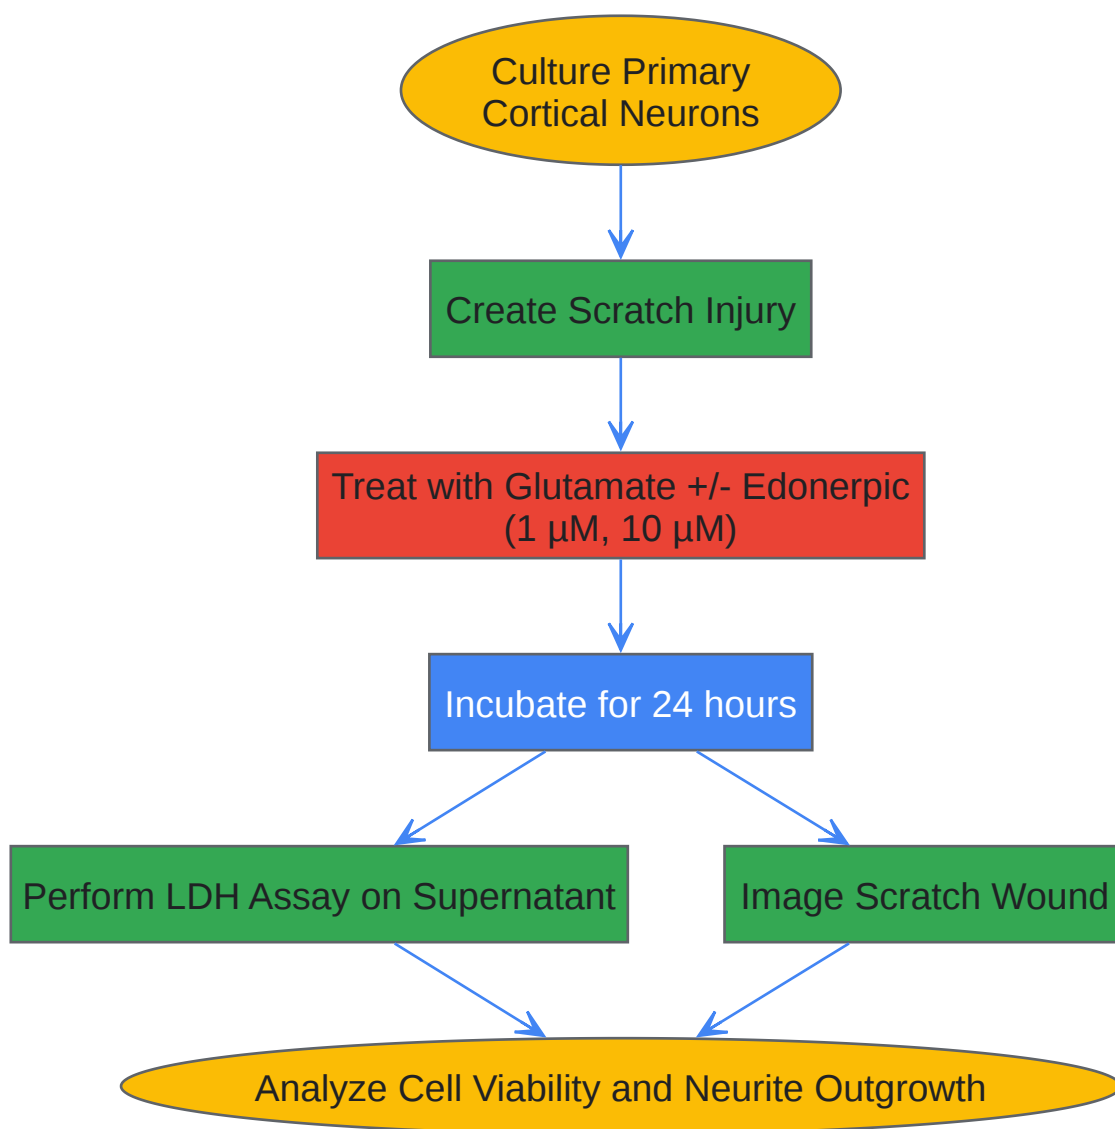 Culture Primary
Cortical Neurons
Create Scratch Injury
Treat with Glutamate +/- Edonerpic
(1 µM, 10 µM)
Incubate for 24 hours
Perform LDH Assay on Supernatant
Image Scratch Wound
Analyze Cell Viability and Neurite Outgrowth